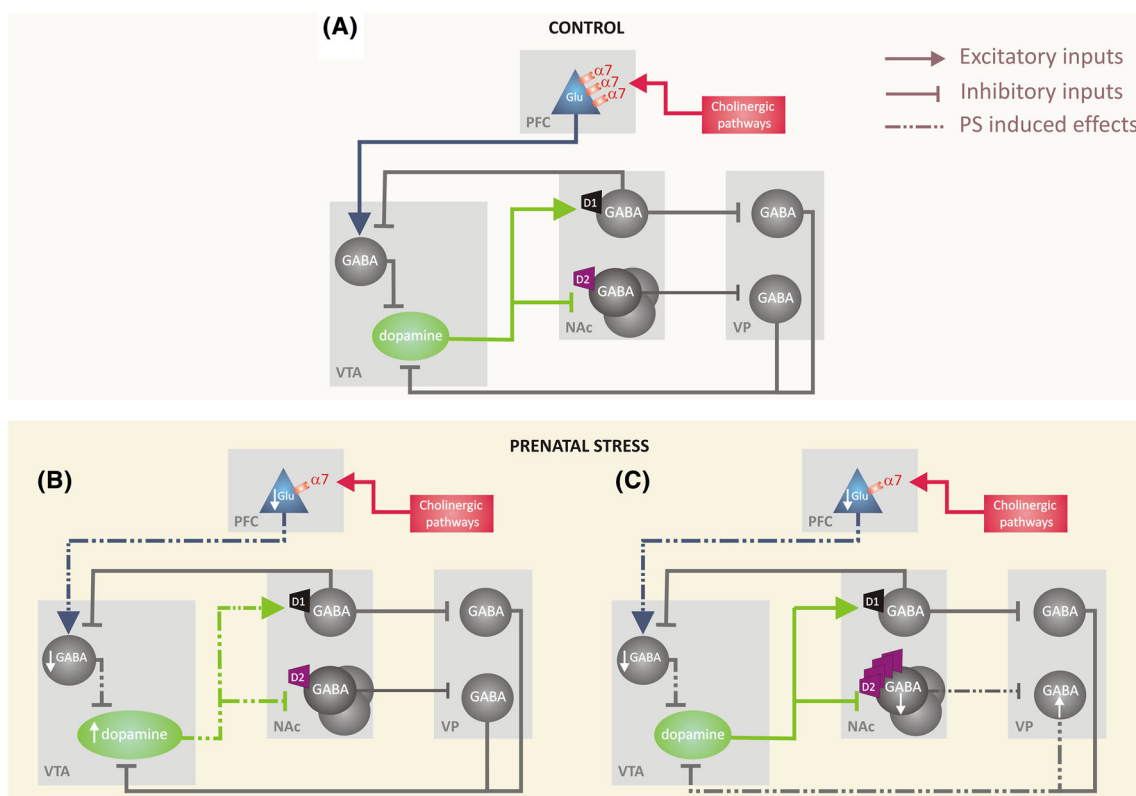 (A)
CONTROL
α7
α7
α7
Glu
PFC
Cholinergic
pathways
Excitatory inputs
Inhibitory inputs
PS induced effects
D1
GABA
GABA
GABA
D2
GABA
GABA
NAc
VP
dopamine
VTA
PRENATAL STRESS
(B)
α7
Glu
PFC
Cholinergic
pathways
D1
GABA
GABA
GABA
D2
GABA
GABA
NAc
VP
dopamine
VTA
(C)
α7
Glu
PFC
Cholinergic
pathways
D1
GABA
GABA
GABA
D2
GABA
GABA
NAc
VP
dopamine
VTA